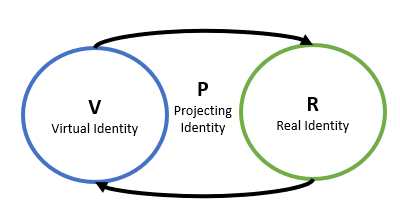 V
Virtual Identity
P
Projecting
Identity
R
Real Identity